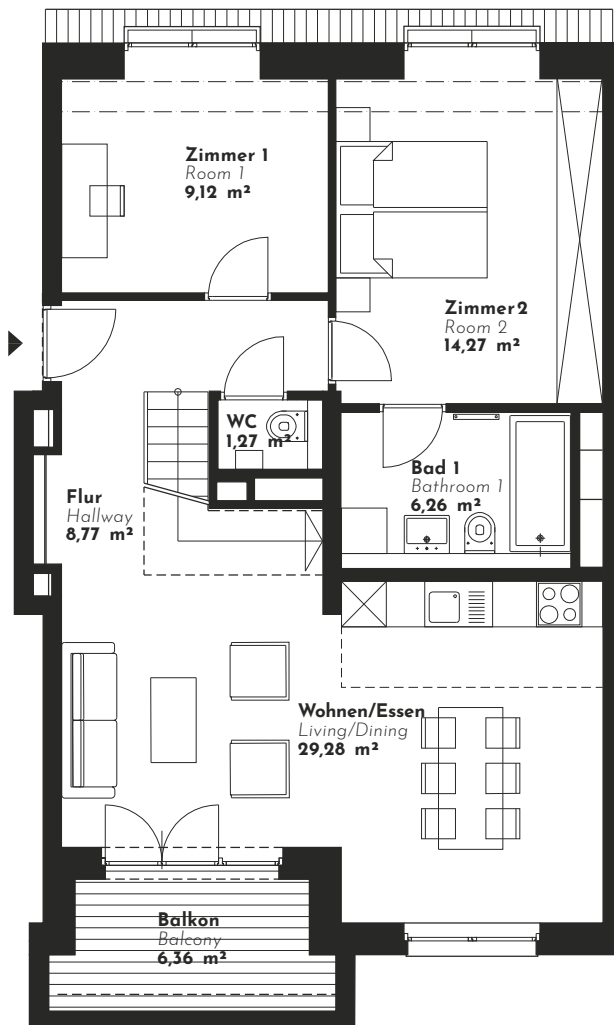 Zimmer 1
Room 1
9,12 m²
Zimmer2
Room 2
14,27 m²
WC
1,27 m²
Bad 1
Bathroom 1
6,26 m²
Flur
Hallway
8,77 m²
Wohnen/Essen
Living/Dining
29,28 m²
Balkon
Balcony
6,36 m²